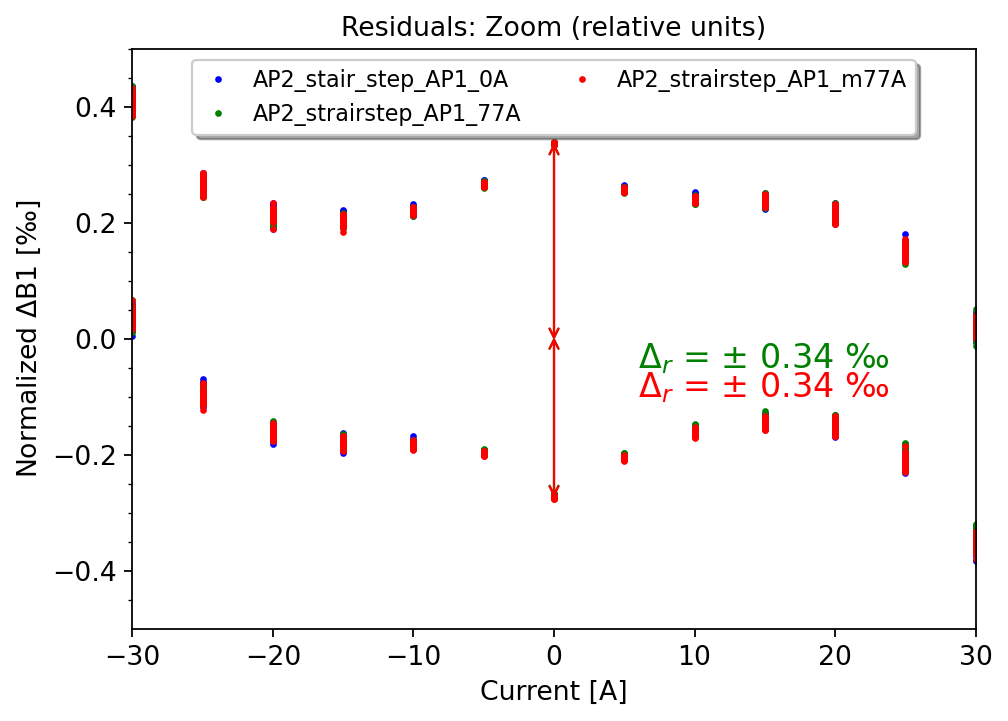 Residuals: Zoom (relative units)
AP2_stair_step_AP1_0A
AP2_strairstep_AP1_77A
AP2_strairstep_AP1_m77A
Normalized ΔB1 [‰]
0.4
0.2
0.0
−0.2
−0.4
Δr = ± 0.34 ‰
Δr = ± 0.34 ‰
−30
−20
−10
0
10
20
30
Current [A]